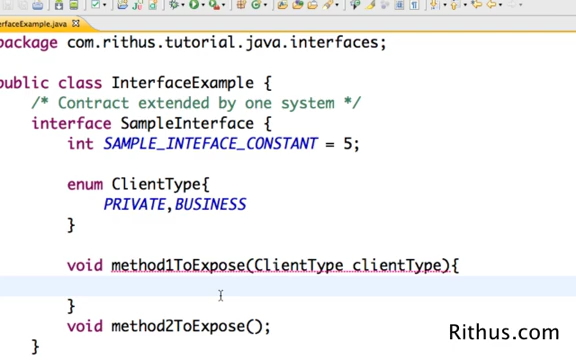 erfaceExample.java
package com.rithus.tutorial.java.interfaces;
public class InterfaceExample {
/* Contract extended by one system */
interface SampleInterface {
int SAMPLE_INTEFACE_CONSTANT = 5;
enum ClientType{
PRIVATE,BUSINESS
}
void method1ToExpose(ClientType clientType){
}
void method2ToExpose();
}
Rithus.com